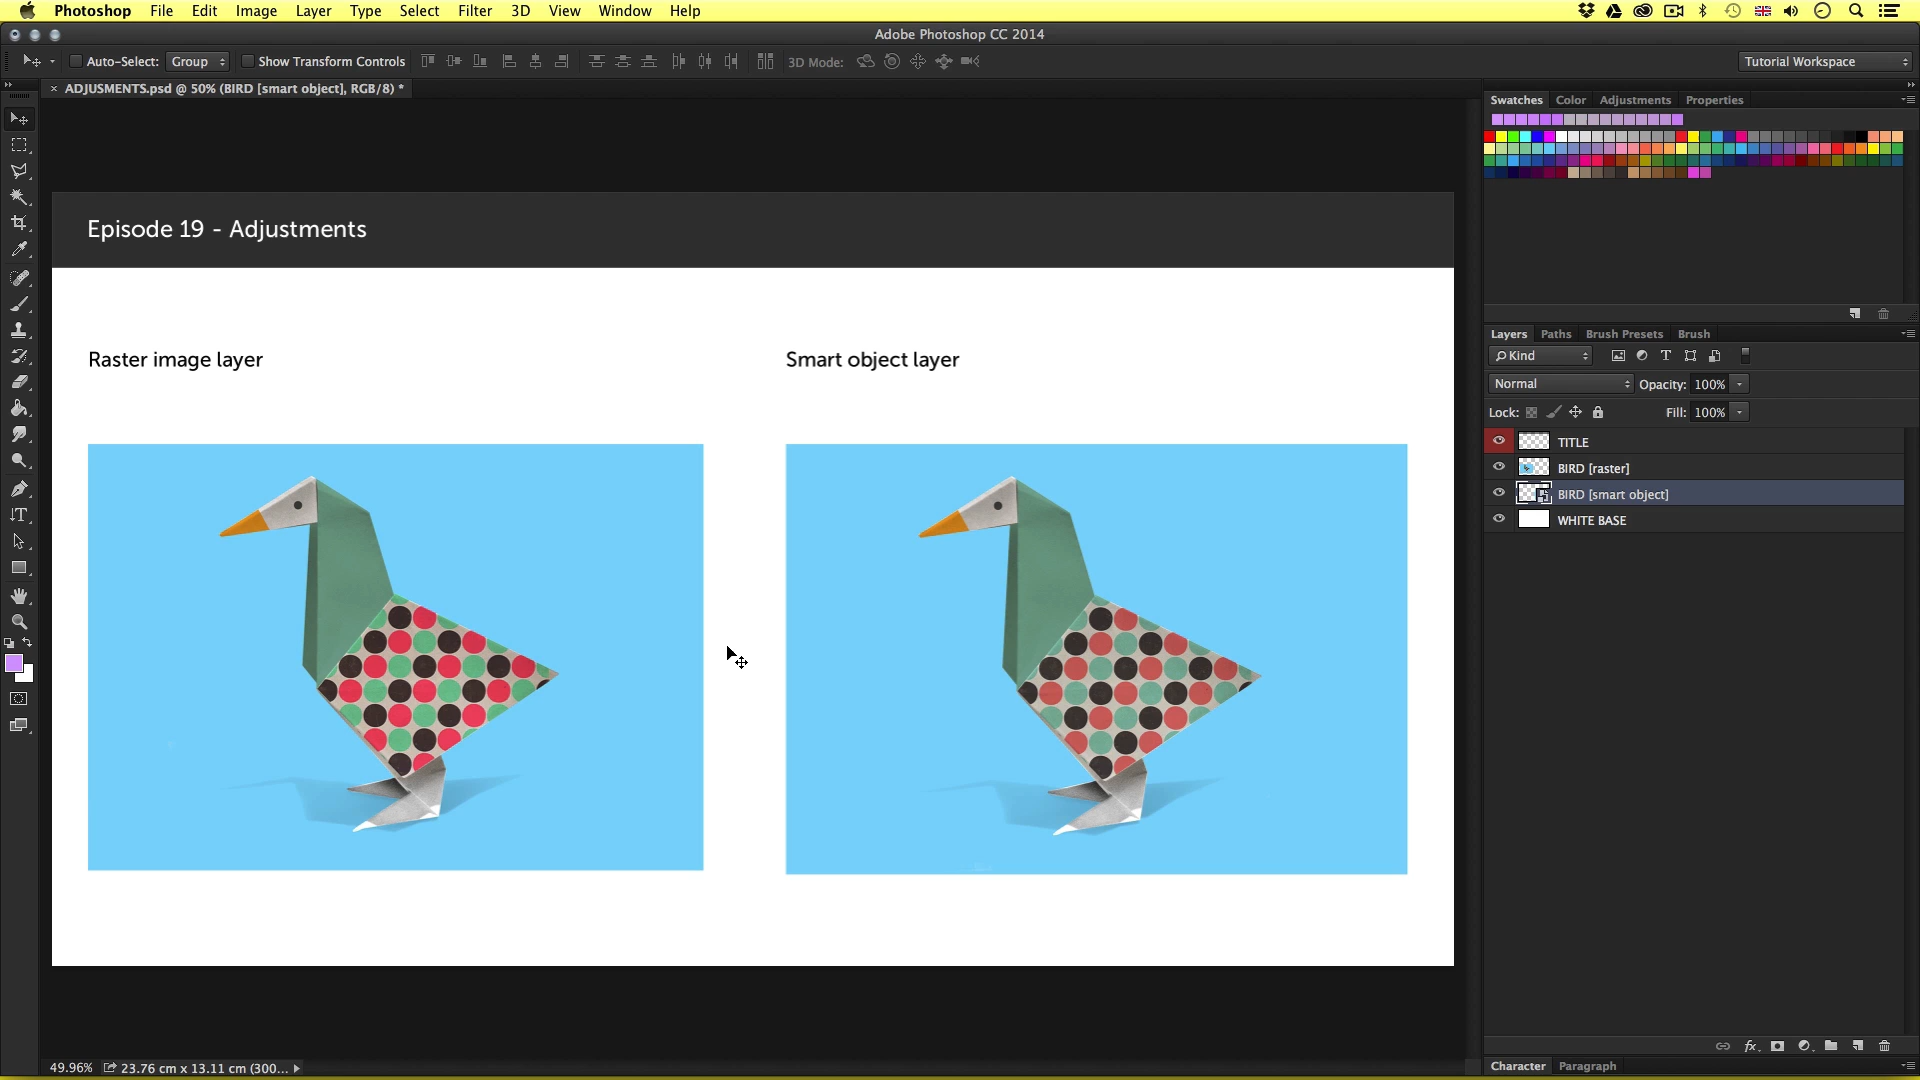 Photoshop File Edit Image Layer Type Select Filter 3D View Window Help
Adobe Photoshop CC 2014
Auto-Select: Group Show Transform Controls 3D Mode: Tutorial Workspace
ADJUSMENTS.psd @ 50% (BIRD [smart object], RGB/8) *
Swatches Color Adjustments Properties
Episode 19 - Adjustments
Raster image layer
Smart object layer
Layers Paths Brush Presets Brush
Kind
Normal Opacity: 100%
Lock: Fill: 100%
TITLE
BIRD [raster]
BIRD [smart object]
WHITE BASE
49.96% 23.76 cm x 13.11 cm (300...
Character Paragraph